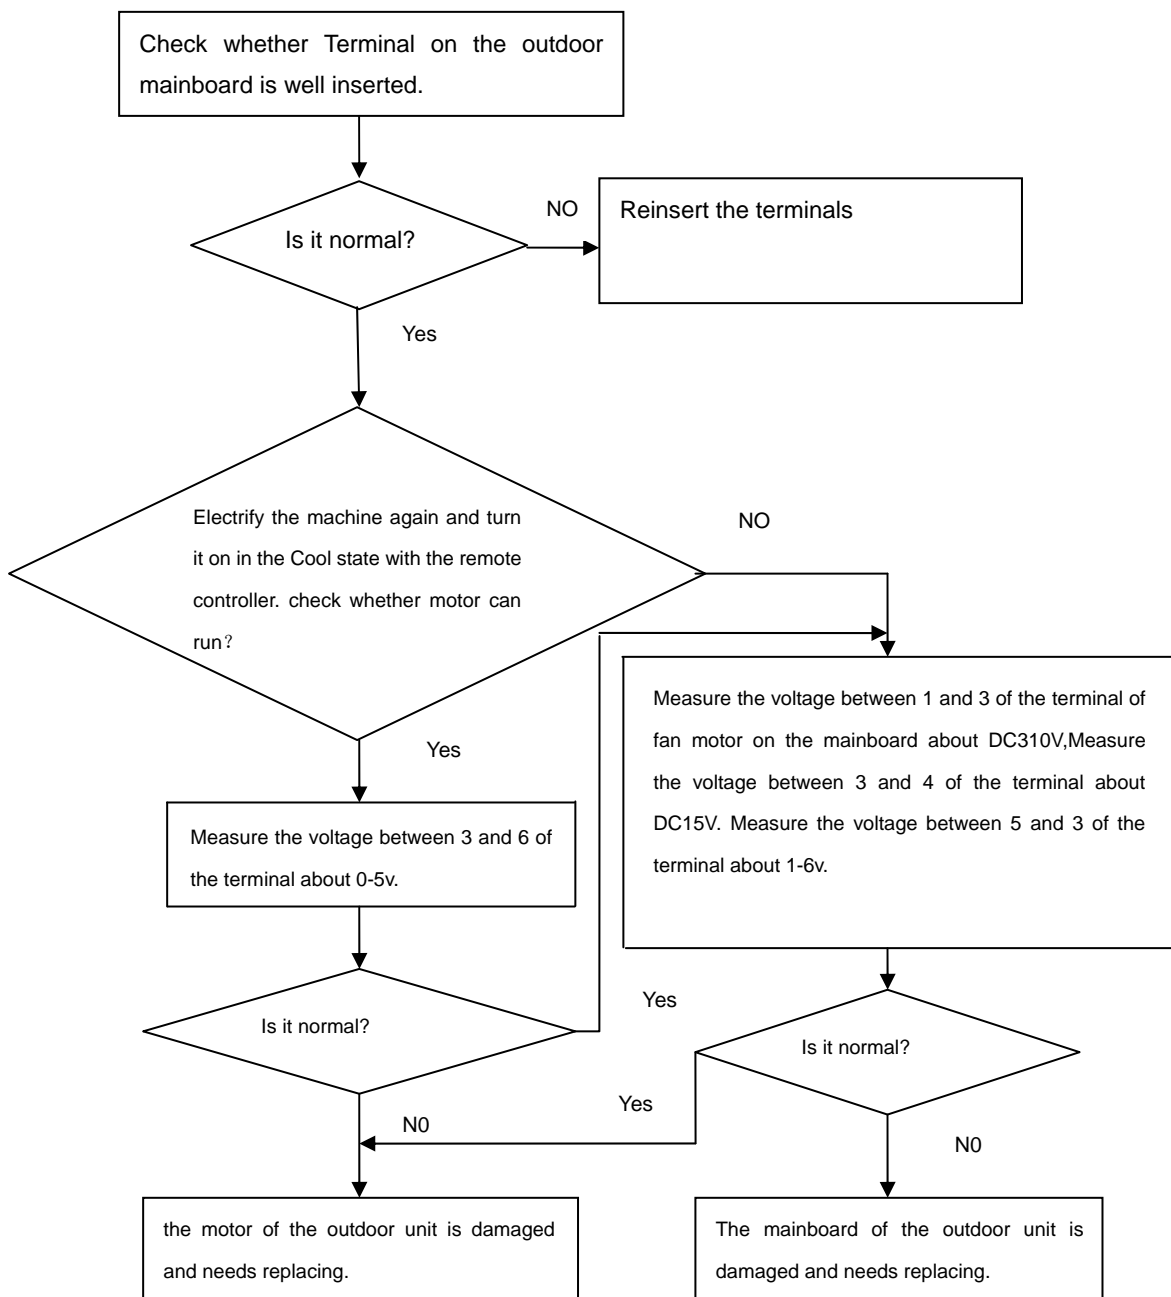 Check whether Terminal on the outdoor
mainboard is well inserted.
NO
Reinsert the terminals
Is it normal?
Yes
Electrify the machine again and turn
it on in the Cool state with the remote
controller. check whether motor can
run？
NO
Yes
Measure the voltage between 1 and 3 of the terminal of
fan motor on the mainboard about DC310V,Measure
the voltage between 3 and 4 of the terminal about
DC15V. Measure the voltage between 5 and 3 of the
terminal about 1-6v.
Measure the voltage between 3 and 6 of
the terminal about 0-5v.
Yes
Is it normal?
Is it normal?
Yes
N0
N0
the motor of the outdoor unit is damaged
and needs replacing.
The mainboard of the outdoor unit is
damaged and needs replacing.